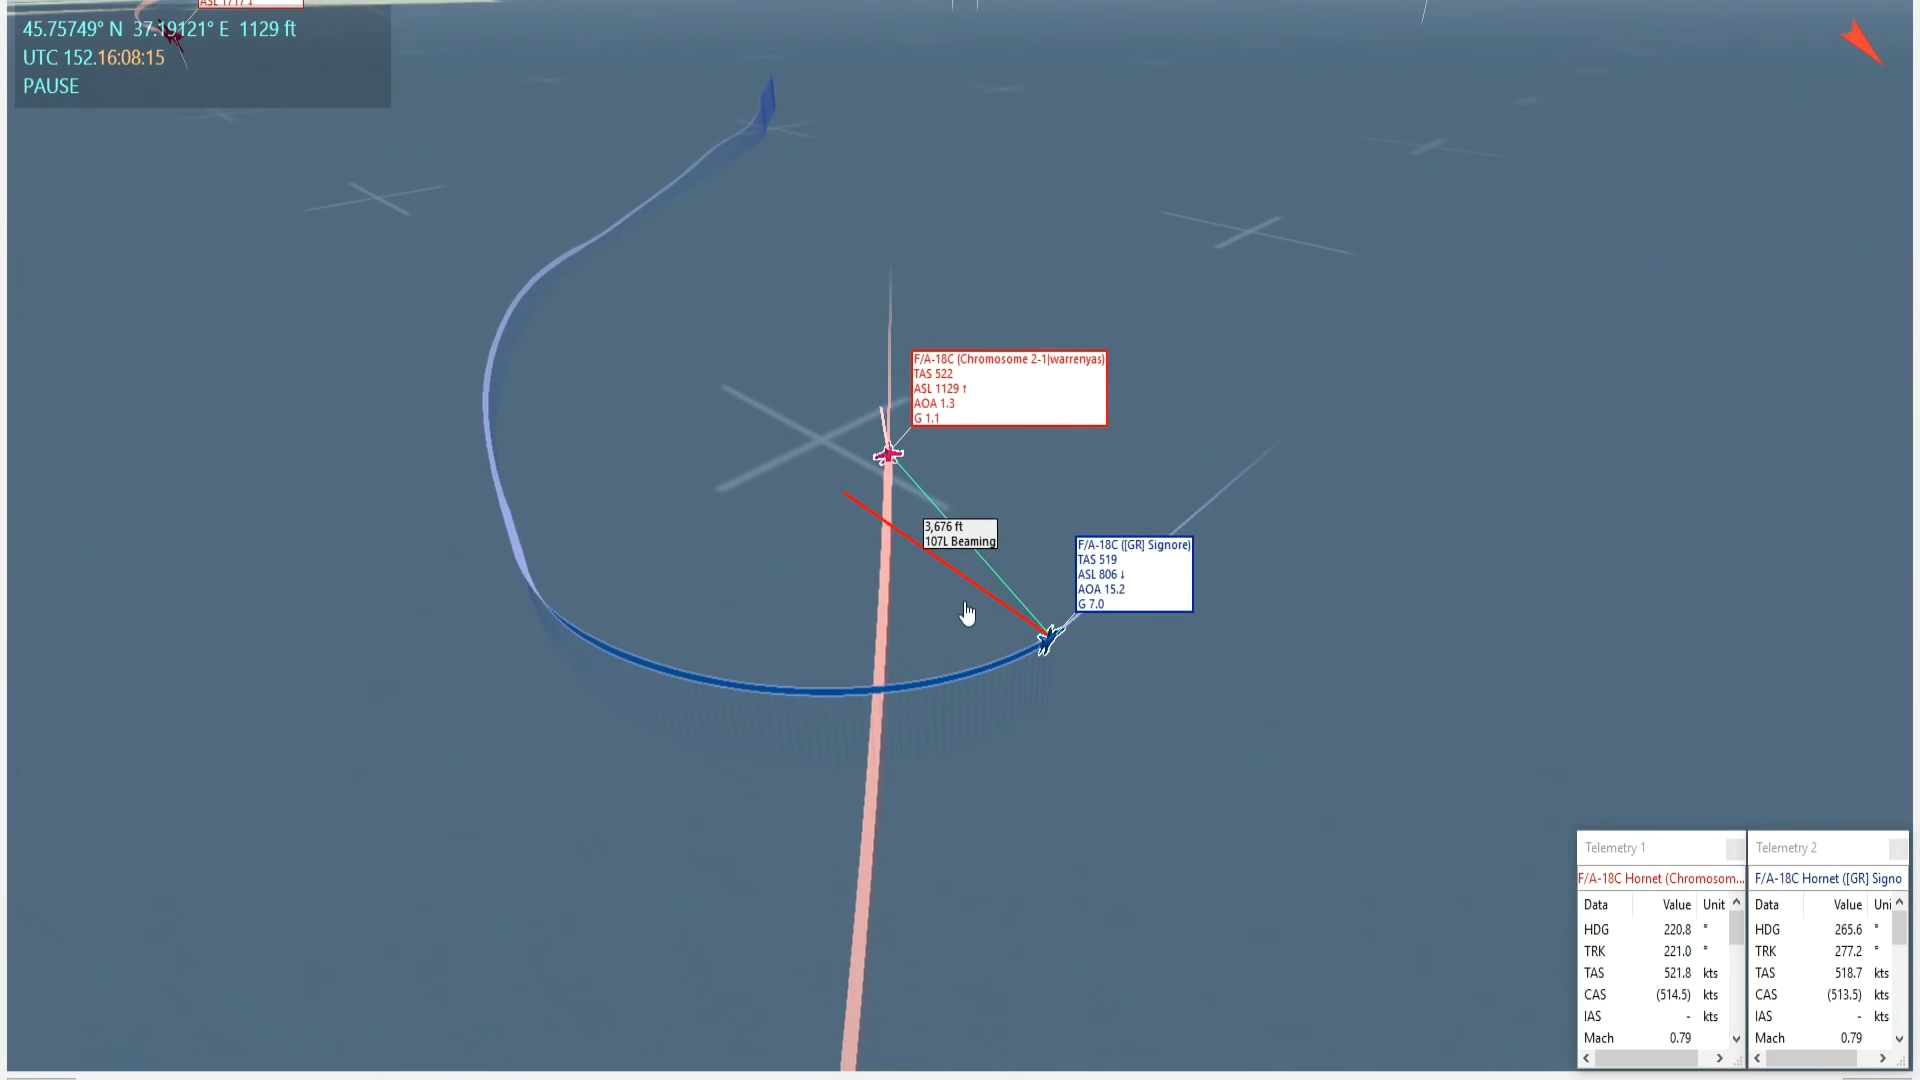 ASL 1717 ↓
45.75749° N 37.19121° E 1129 ft
UTC 152.16:08:15
PAUSE
F/A-18C (Chromosome 2-1|warrenyas)
TAS 522
ASL 1129 ↑
AOA 1.3
G 1.1
3,676 ft
107L Beaming
F/A-18C ([GR] Signore)
TAS 519
ASL 806 ↓
AOA 15.2
G 7.0
Telemetry 1
F/A-18C Hornet (Chromosom...
Data Value Unit
HDG 220.8 °
TRK 221.0 °
TAS 521.8 kts
CAS (514.5) kts
IAS - kts
Mach 0.79
Telemetry 2
F/A-18C Hornet ([GR] Signo
Data Value Uni
HDG 265.6 °
TRK 277.2 °
TAS 518.7 kts
CAS (513.5) kts
IAS - kts
Mach 0.79